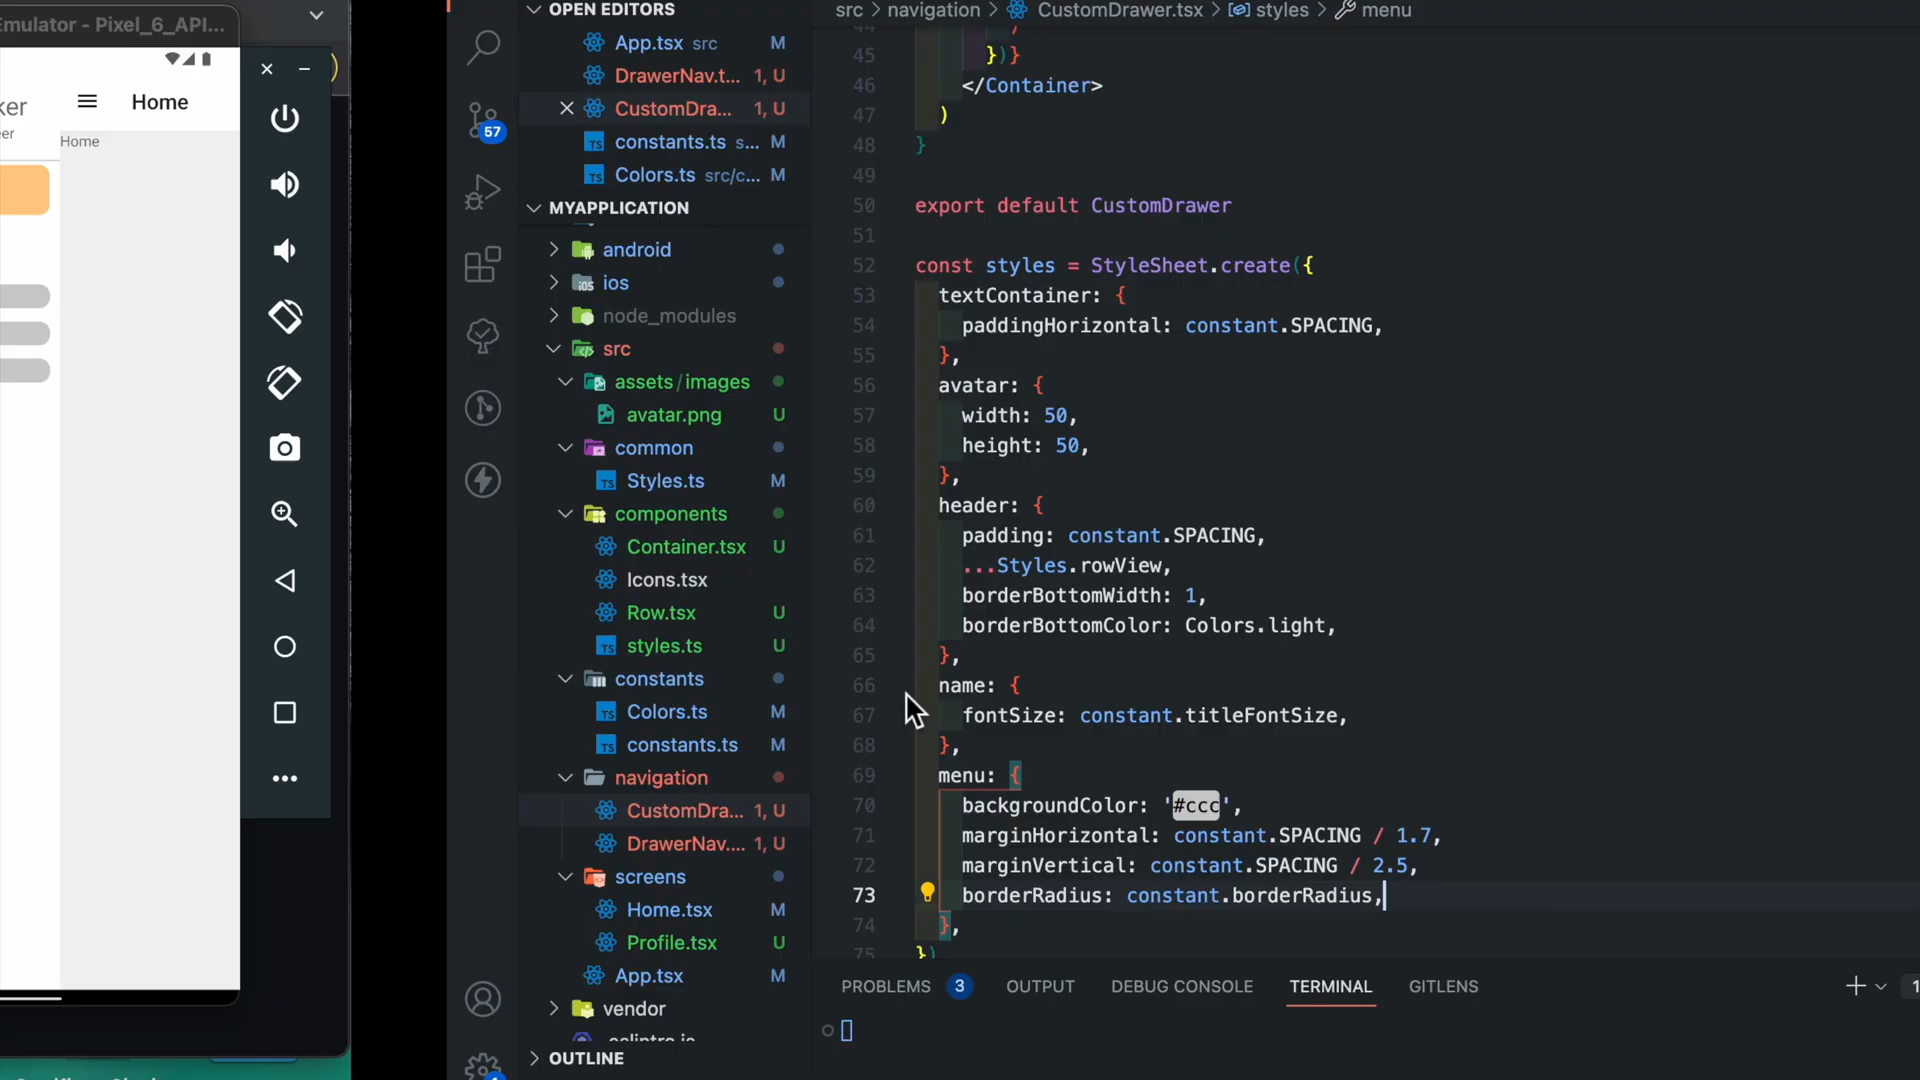 Emulator - Pixel_6_API...
ker
eer
Home
Home
OPEN EDITORS
App.tsx src M
DrawerNav.t... 1, U
CustomDra... 1, U
constants.ts s... M
Colors.ts src/c... M
57
MYAPPLICATION
android
ios
node_modules
src
assets/images
avatar.png U
common
Styles.ts M
components
Container.tsx U
Icons.tsx
Row.tsx U
styles.ts U
constants
Colors.ts M
constants.ts M
navigation
CustomDra... 1, U
DrawerNav.... 1, U
screens
Home.tsx M
Profile.tsx U
App.tsx M
vendor
OUTLINE
src > navigation > CustomDrawer.tsx > styles > menu
45 })}
46 </Container>
47 )
48 }
49
50 export default CustomDrawer
51
52 const styles = StyleSheet.create({
53 textContainer: {
54 paddingHorizontal: constant.SPACING,
55 },
56 avatar: {
57 width: 50,
58 height: 50,
59 },
60 header: {
61 padding: constant.SPACING,
62 ...Styles.rowView,
63 borderBottomWidth: 1,
64 borderBottomColor: Colors.light,
65 },
66 name: {
67 fontSize: constant.titleFontSize,
68 },
69 menu: {
70 backgroundColor: '#ccc',
71 marginHorizontal: constant.SPACING / 1.7,
72 marginVertical: constant.SPACING / 2.5,
73 borderRadius: constant.borderRadius,
74 },
75 })
PROBLEMS 3 OUTPUT DEBUG CONSOLE TERMINAL GITLENS